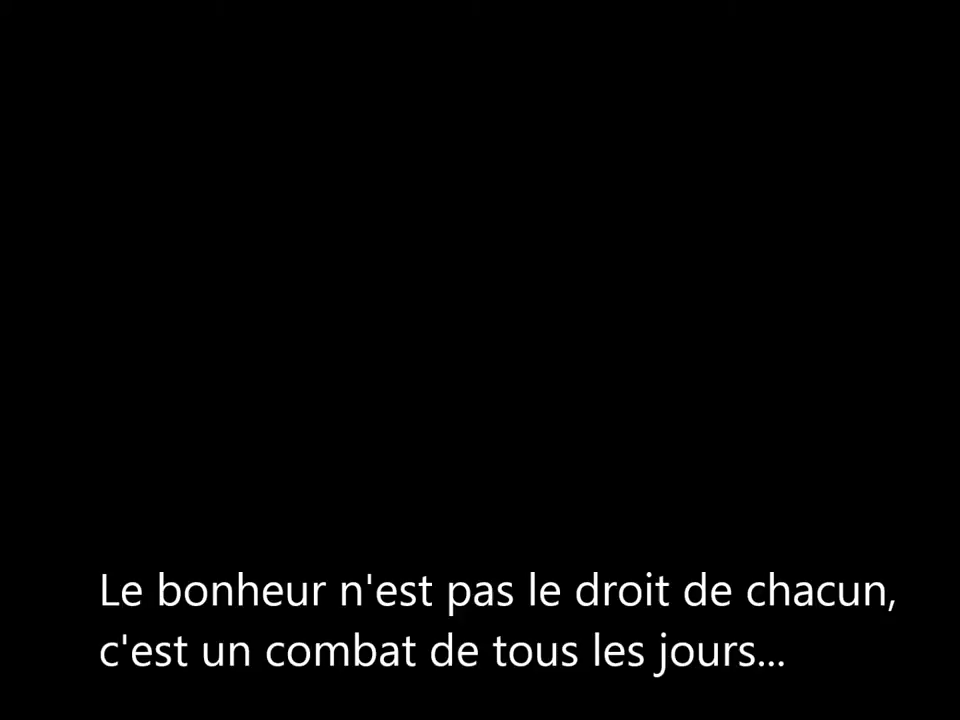 Le bonheur n'est pas le droit de chacun,
c'est un combat de tous les jours...